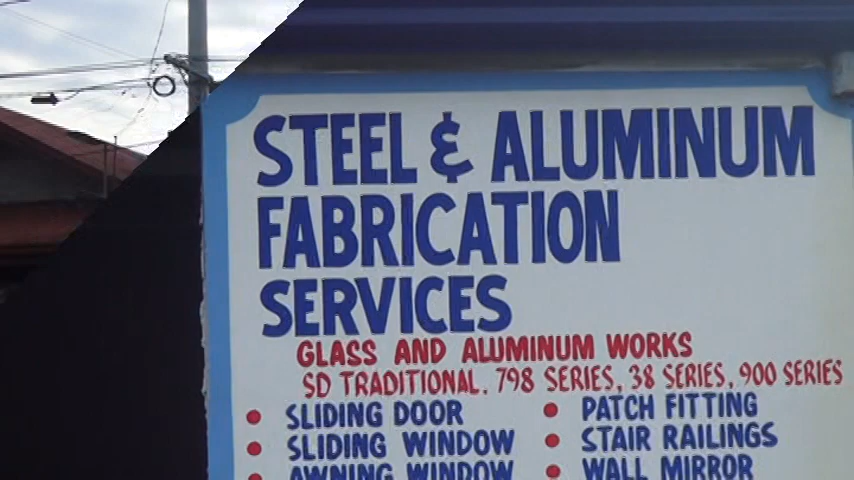 STEEL & ALUMINUM
FABRICATION
SERVICES
GLASS AND ALUMINUM WORKS
SD TRADITIONAL. 798 SERIES, 38 SERIES, 900 SERIES
SLIDING DOOR
SLIDING WINDOW
AWNING WINDOW
PATCH FITTING
STAIR RAILINGS
WALL MIRROR